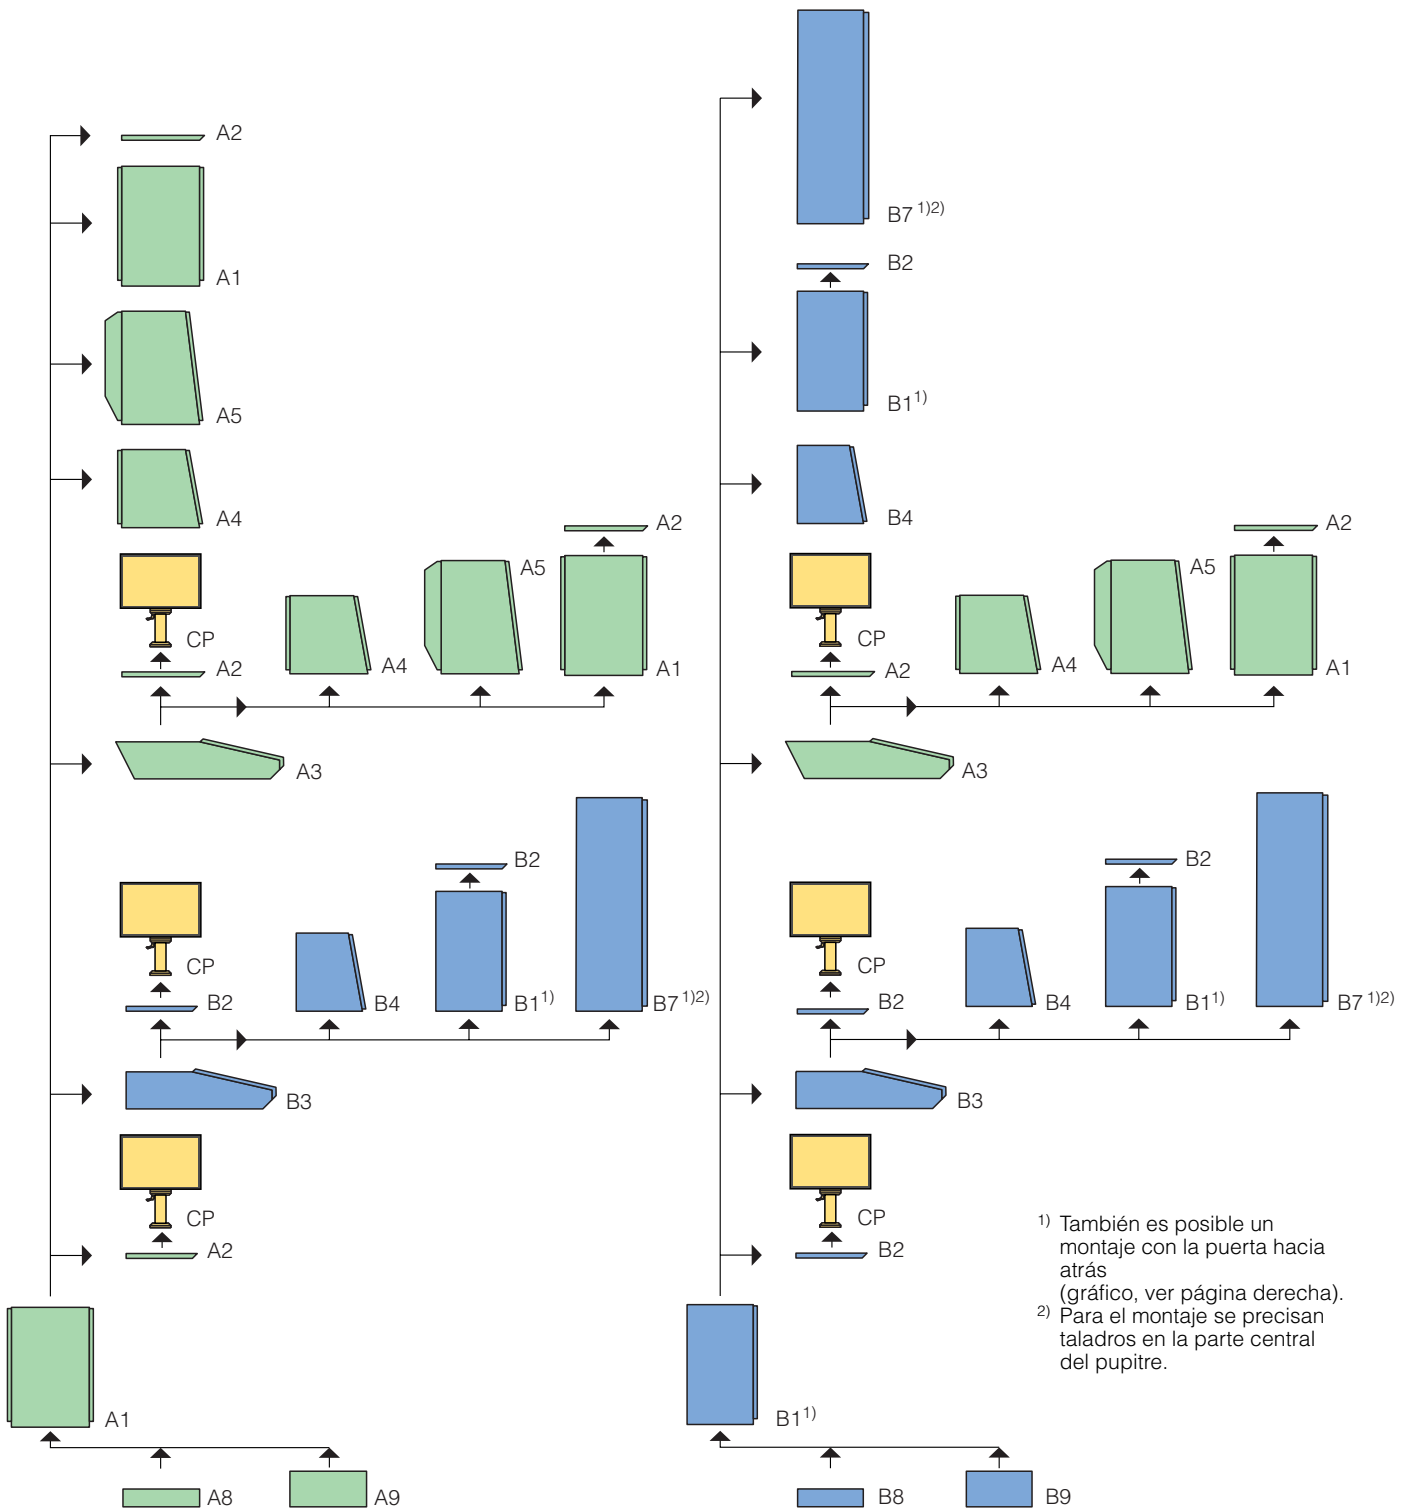 A2
A1
A5
A4
A2
A5
CP
A4
A1
A2
A3
B2
CP
B4
B1 1)
B7 1)2)
B2
B3
CP
A2
A1
A8
A9
B7 1)2)
B2
B1 1)
B4
A2
A5
CP
A4
A1
A2
A3
B2
CP
B4
B1 1)
B7 1)2)
B2
B3
CP
B2
B1 1)
B8
B9
1) También es posible un
montaje con la puerta hacia
atrás
(gráfico, ver página derecha).
2) Para el montaje se precisan
taladros en la parte central
del pupitre.